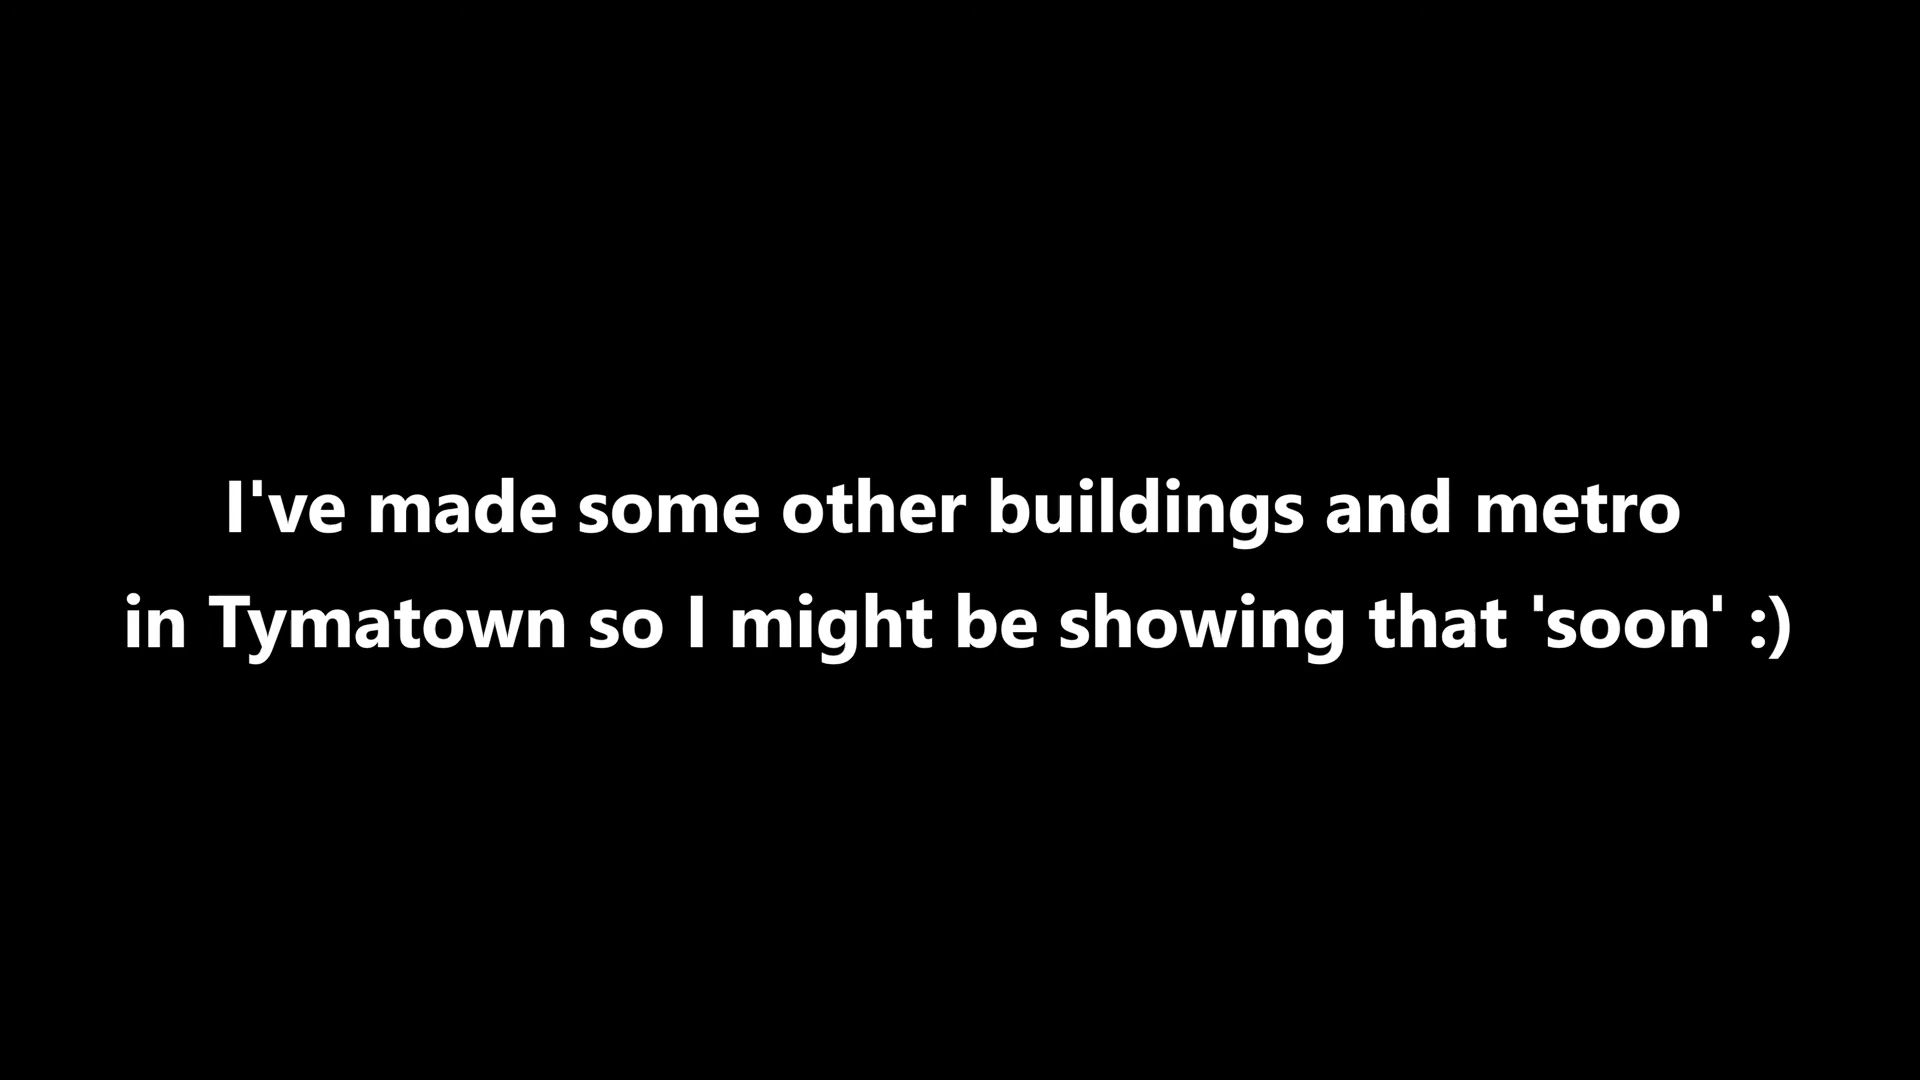 I've made some other buildings and metro
in Tymatown so I might be showing that 'soon' :)